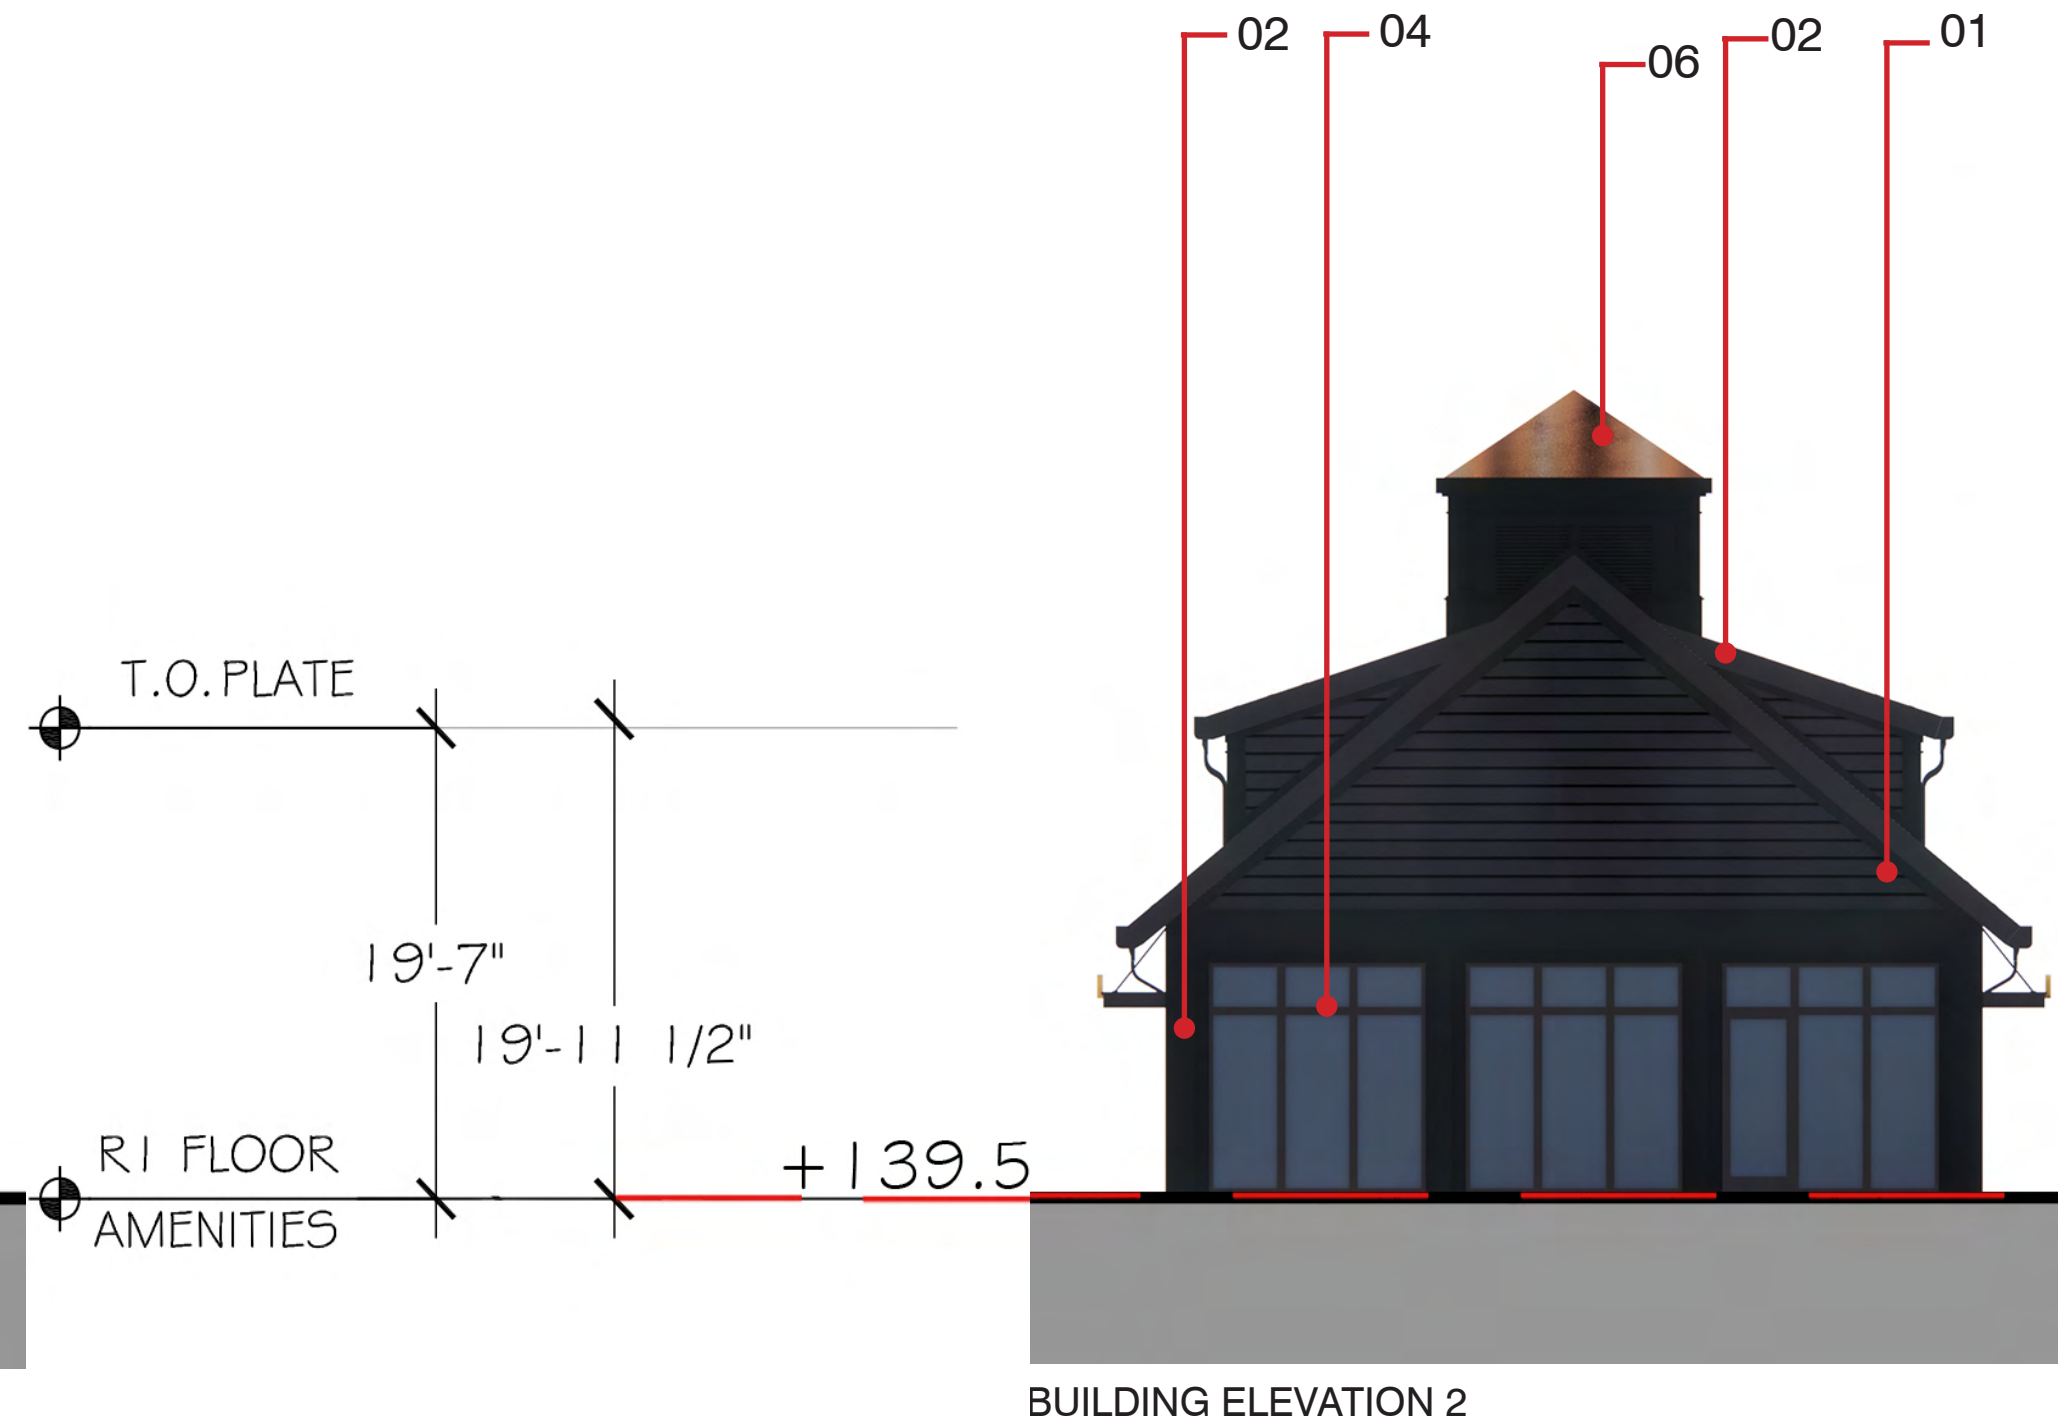 02
04
06
02
01
T.O. PLATE
19'-7"
19'-11 1/2"
R1 FLOOR
+139.5
AMENITIES
BUILDING ELEVATION 2